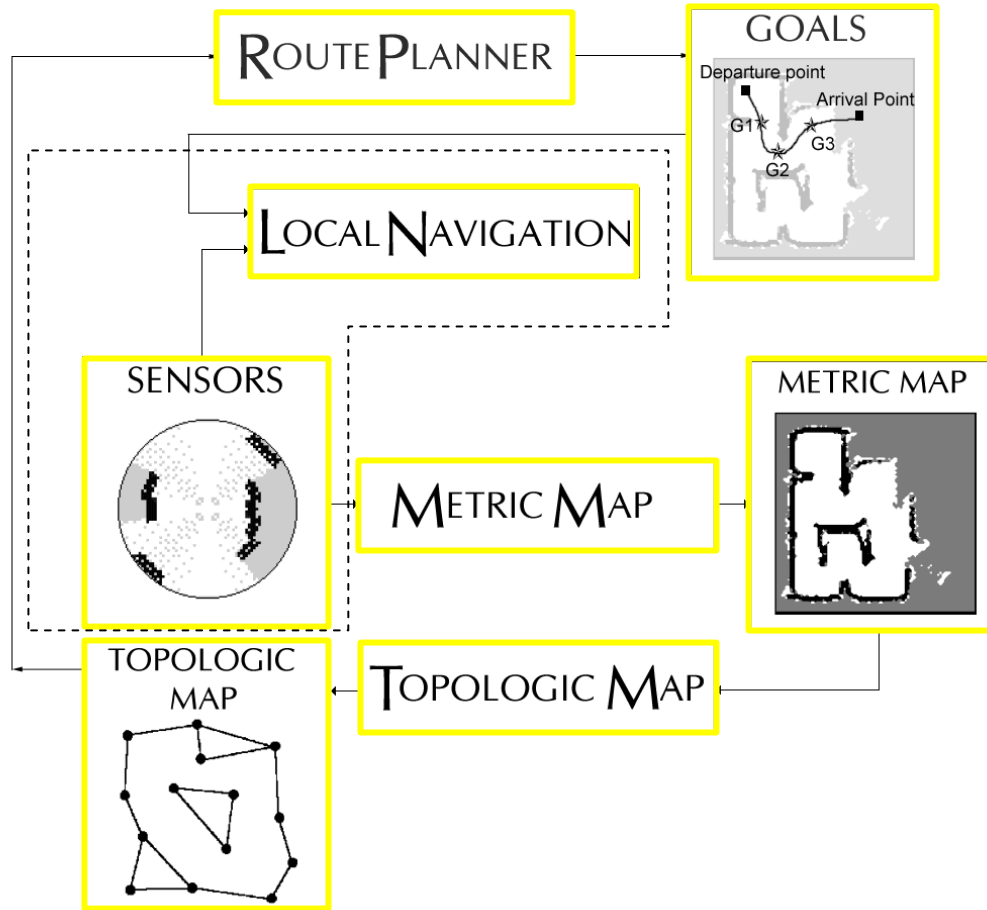 ROUTE PLANNER
GOALS
Departure point
Arrival Point
G1
G3
G2
LOCAL NAVIGATION
SENSORS
METRIC MAP
METRIC MAP
TOPOLOGIC
MAP
TOPOLOGIC MAP